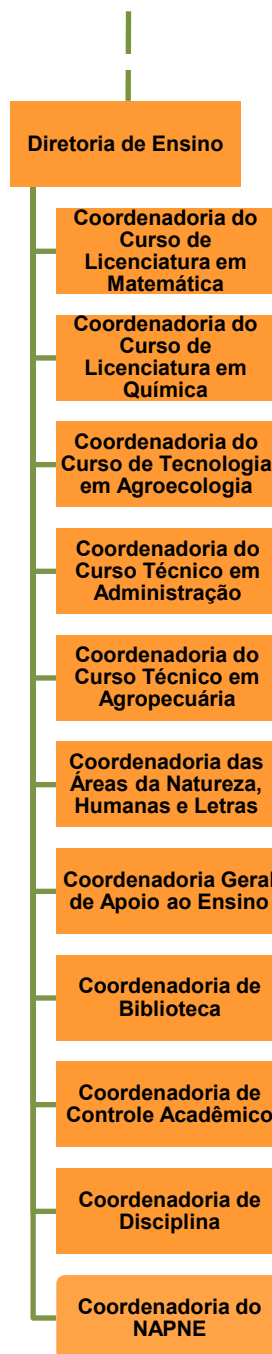 Diretoria de Ensino
Coordenadoria do
Curso de
Licenciatura em
Matemática
Coordenadoria do
Curso de
Licenciatura em
Química
Coordenadoria do
Curso de Tecnologia
em Agroecologia
Coordenadoria do
Curso Técnico em
Administração
Coordenadoria do
Curso Técnico em
Agropecuária
Coordenadoria das
Áreas da Natureza,
Humanas e Letras
Coordenadoria Geral
de Apoio ao Ensino
Coordenadoria de
Biblioteca
Coordenadoria de
Controle Acadêmico
Coordenadoria de
Disciplina
Coordenadoria do
NAPNE